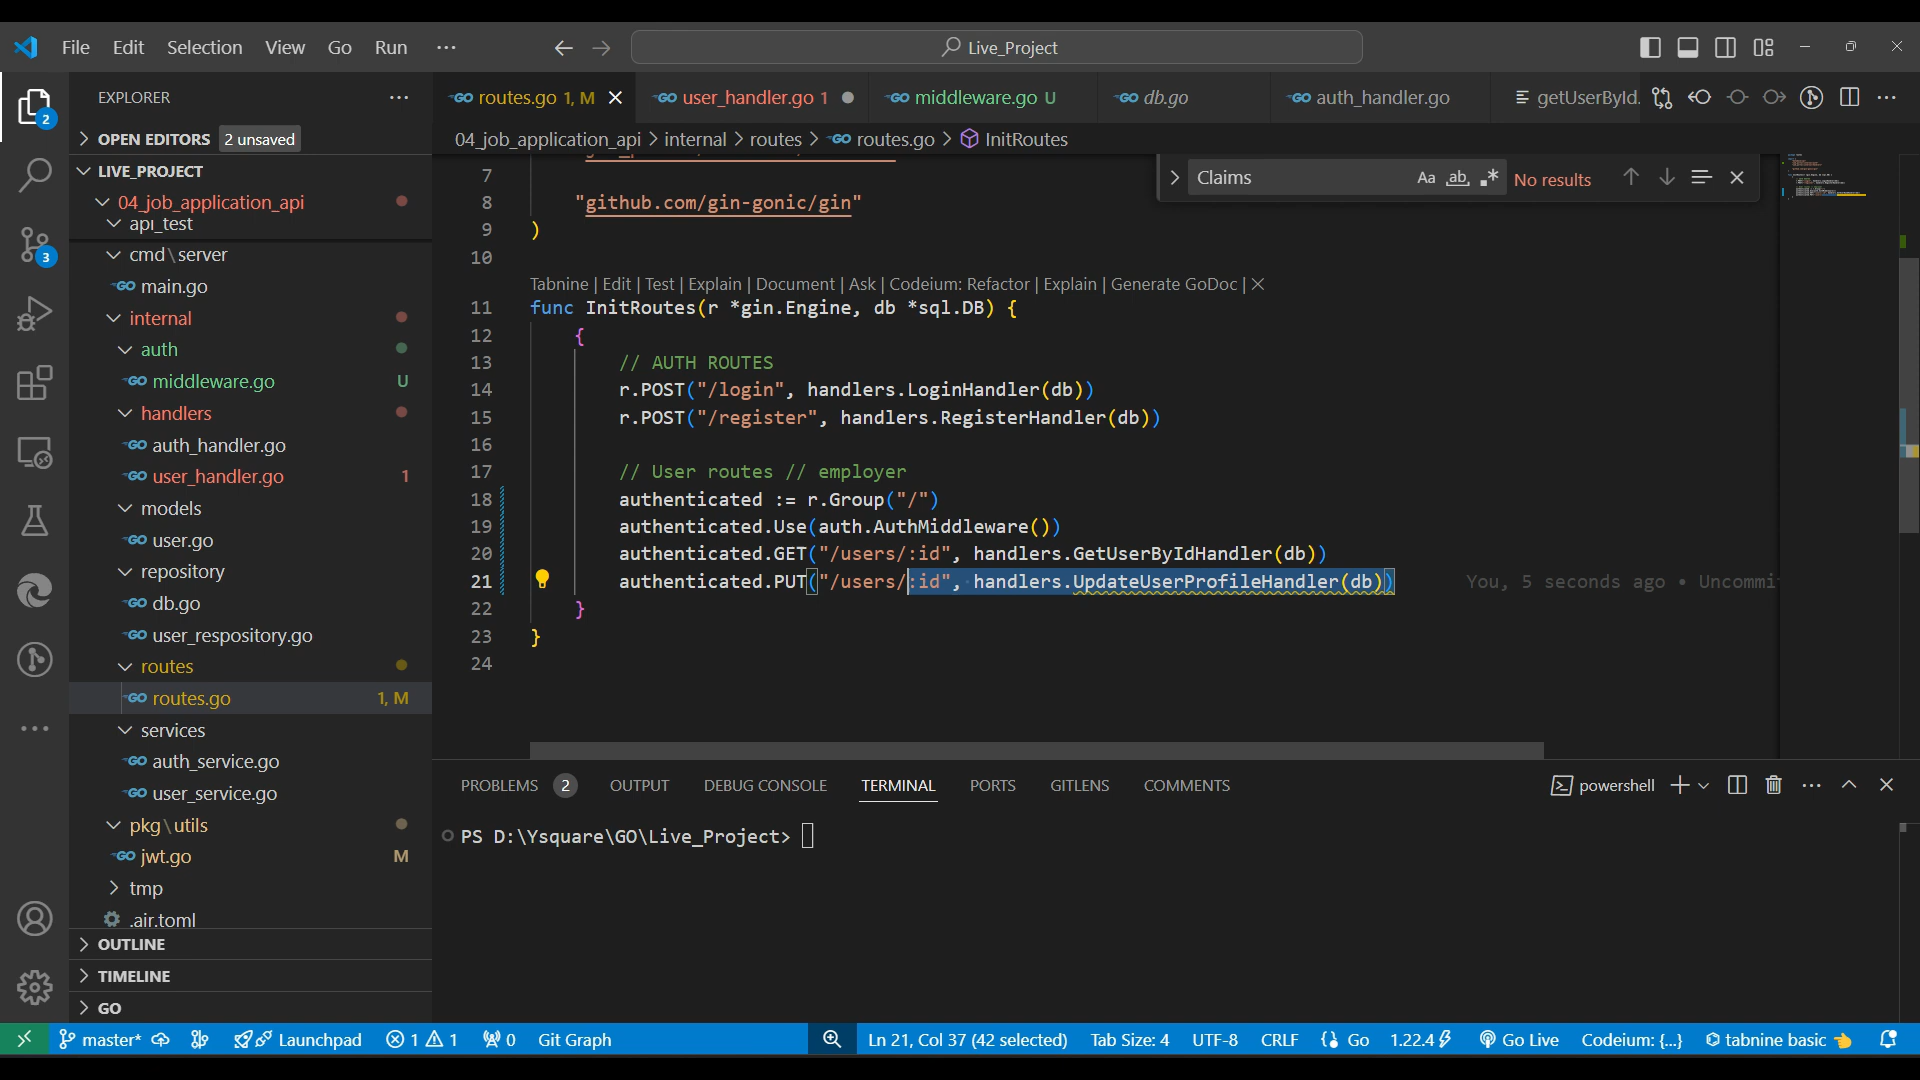 File Edit Selection View Go Run ···
Live_Project
EXPLORER
OPEN EDITORS 2 unsaved
LIVE_PROJECT
04_job_application_api
api_test
cmd\server
main.go
internal
auth
middleware.go U
handlers
auth_handler.go
user_handler.go 1
models
user.go
repository
db.go
user_respository.go
routes
routes.go 1, M
services
auth_service.go
user_service.go
pkg\utils
jwt.go M
tmp
.air.toml
OUTLINE
TIMELINE
GO
2
3
routes.go 1, M
user_handler.go 1
middleware.go U
db.go
auth_handler.go
getUserById.
04_job_application_api > internal > routes > routes.go > InitRoutes
Claims Aa ab, .* No results
7
8 "github.com/gin-gonic/gin"
9 )
10
Tabnine | Edit | Test | Explain | Document | Ask | Codeium: Refactor | Explain | Generate GoDoc | ×
11 func InitRoutes(r *gin.Engine, db *sql.DB) {
12 {
13 // AUTH ROUTES
14 r.POST("/login", handlers.LoginHandler(db))
15 r.POST("/register", handlers.RegisterHandler(db))
16
17 // User routes // employer
18 authenticated := r.Group("/")
19 authenticated.Use(auth.AuthMiddleware())
20 authenticated.GET("/users/:id", handlers.GetUserByIdHandler(db))
21 authenticated.PUT("/users/:id", handlers.UpdateUserProfileHandler(db)) You, 5 seconds ago • Uncommi
22 }
23 }
24
PROBLEMS 2 OUTPUT DEBUG CONSOLE TERMINAL PORTS GITLENS COMMENTS
powershell
PS D:\Ysquare\GO\Live_Project>
master* Launchpad 1 1 0 Git Graph
Ln 21, Col 37 (42 selected) Tab Size: 4 UTF-8 CRLF Go 1.22.4 Go Live Codeium: {...} tabnine basic